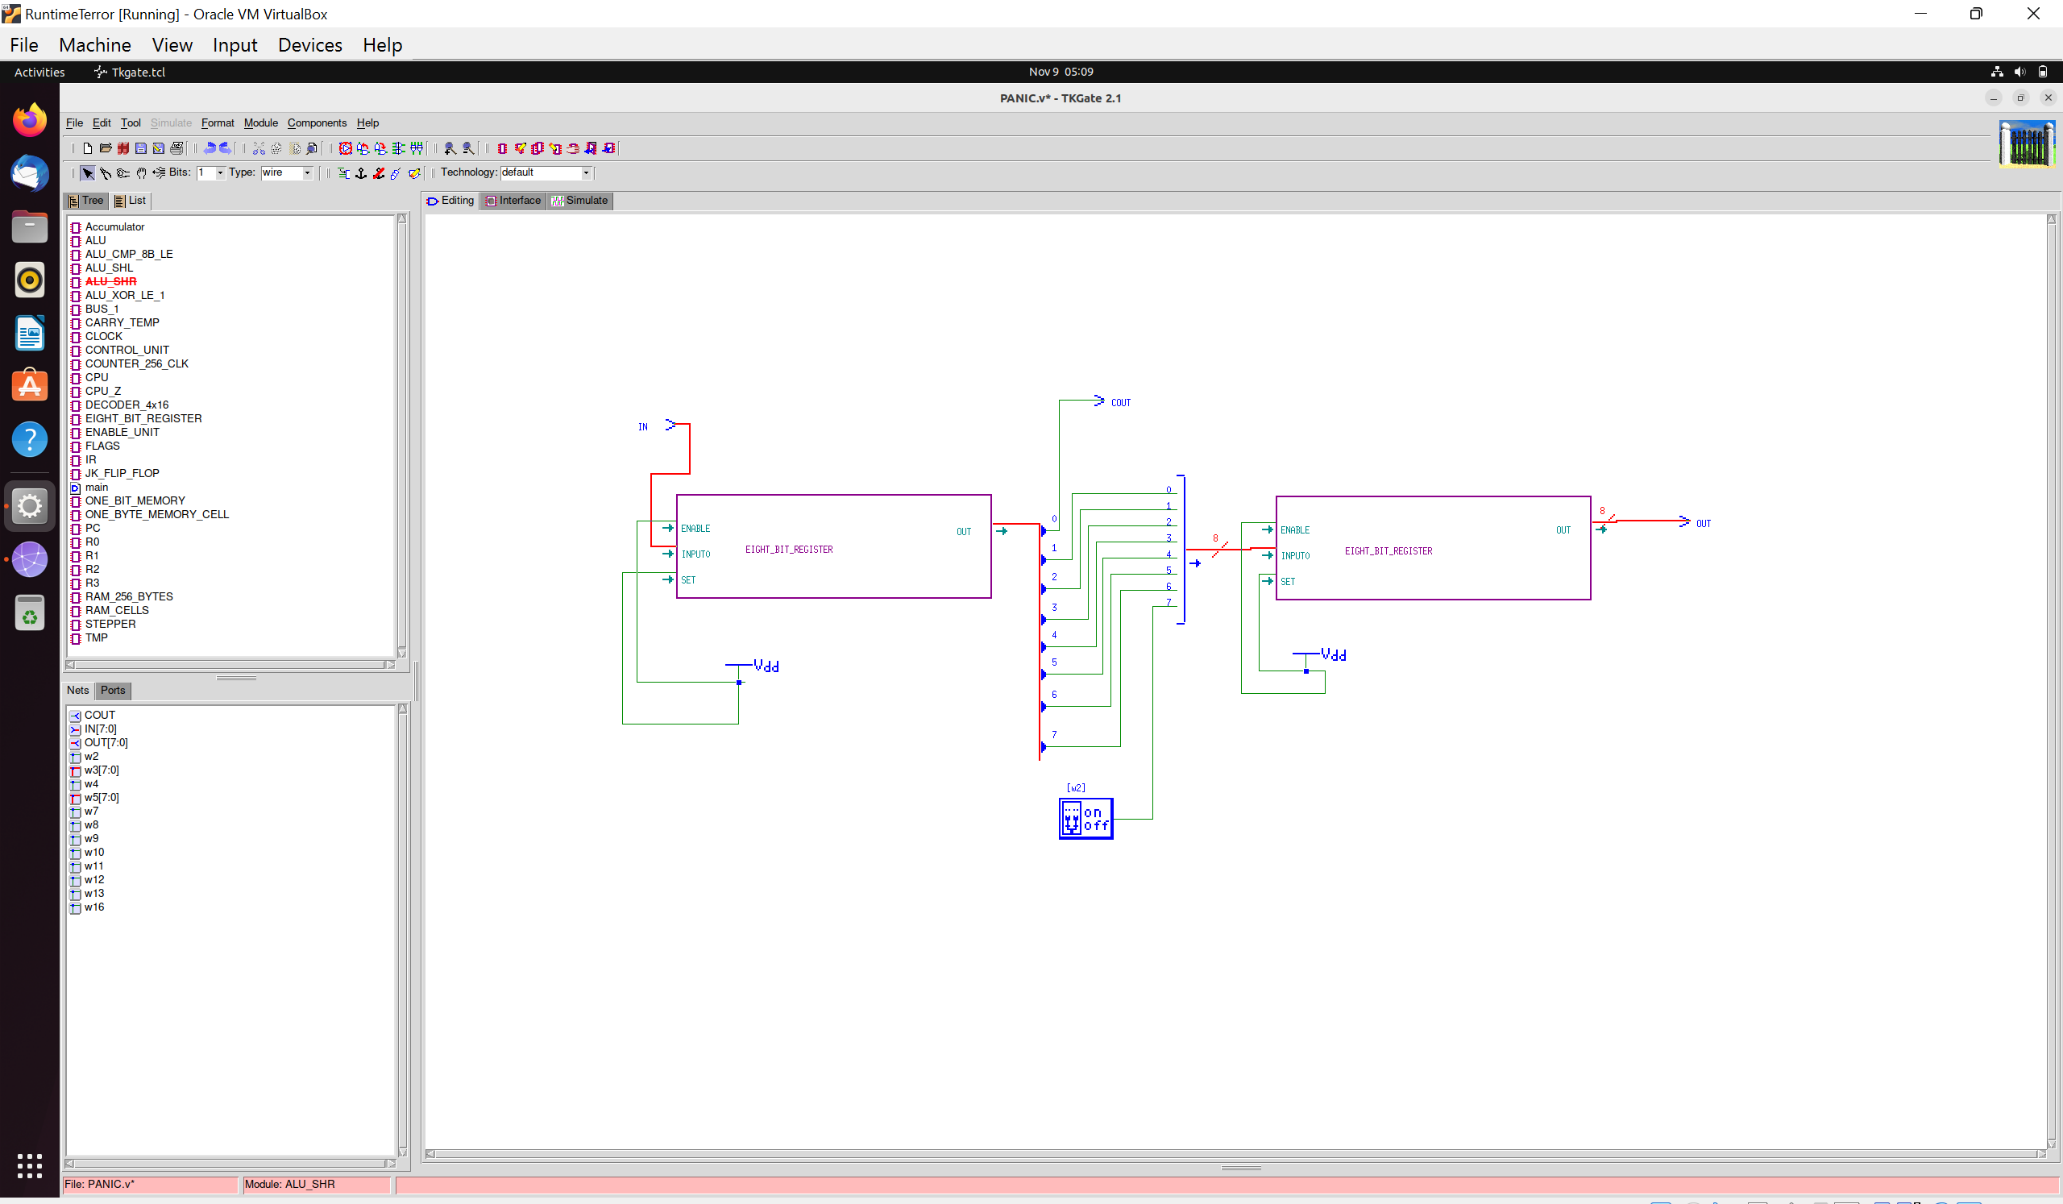 RuntimeTerror [Running] - Oracle VM VirtualBox
File Machine View Input Devices Help
Activities Tkgate.tcl Nov 9 05:09
PANIC.v* - TKGate 2.1
File Edit Tool Simulate Format Module Components Help
Bits: 1 Type: wire Technology: default
Tree List
Editing Interface Simulate
Accumulator
ALU
ALU_CMP_8B_LE
ALU_SHL
ALU_SHR
ALU_XOR_LE_1
BUS_1
CARRY_TEMP
CLOCK
CONTROL_UNIT
COUNTER_256_CLK
CPU
CPU_Z
DECODER_4x16
EIGHT_BIT_REGISTER
ENABLE_UNIT
FLAGS
IR
JK_FLIP_FLOP
main
ONE_BIT_MEMORY
ONE_BYTE_MEMORY_CELL
PC
R0
R1
R2
R3
RAM_256_BYTES
RAM_CELLS
STEPPER
TMP
Nets Ports
COUT
IN[7:0]
OUT[7:0]
w2
w3[7:0]
w4
w5[7:0]
w7
w8
w9
w10
w11
w12
w13
w16
IN
ENABLE
INPUT0
SET
EIGHT_BIT_REGISTER
OUT
Vdd
COUT
0
1
2
3
4
5
6
7
0
1
2
3
4
5
6
7
[w2]
on
off
8
ENABLE
INPUT0
SET
EIGHT_BIT_REGISTER
OUT
Vdd
8
OUT
File: PANIC.v* Module: ALU_SHR